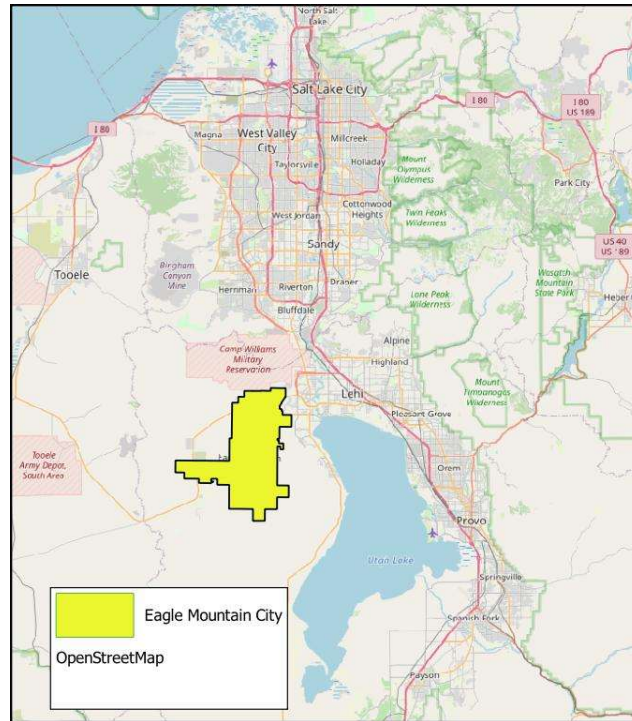 North Salt
Lake
Salt Lake City
I 80
I 80
US 189
I 80
Magna
West Valley
City
Millcreek
Taylorsville
Holladay
Mount
Olympus
Wilderness
Park City
West Jordan
Cottonwood
Heights
Twin Peaks
Wilderness
Sandy
US 40
US 189
Tooele
Bingham
Canyon
Mine
Wasatch
Mountain
State Park
Herriman
Riverton
Draper
Lone Peak
Wilderness
Heber
Bluffdale
Camp Williams
Military
Reservation
Alpine
Highland
Mount
Timpanogos
Wilderness
Lehi
Pleasant Grove
Tooele
Army Depot,
South Area
Orem
Provo
Utah Lake
Springville
Spanish Fork
Payson
Eagle Mountain City
OpenStreetMap